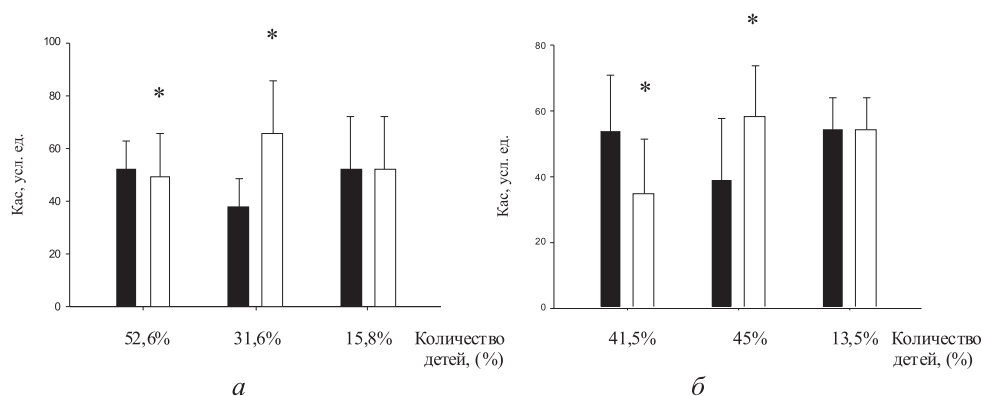 100
80
60
40
20
0
Кас, усл. ед.
*
*
52,6%
31,6%
15,8%
Количество
детей, (%)
а
80
60
40
20
0
Кас, усл. ед.
*
*
41,5%
45%
13,5%
Количество
детей, (%)
б